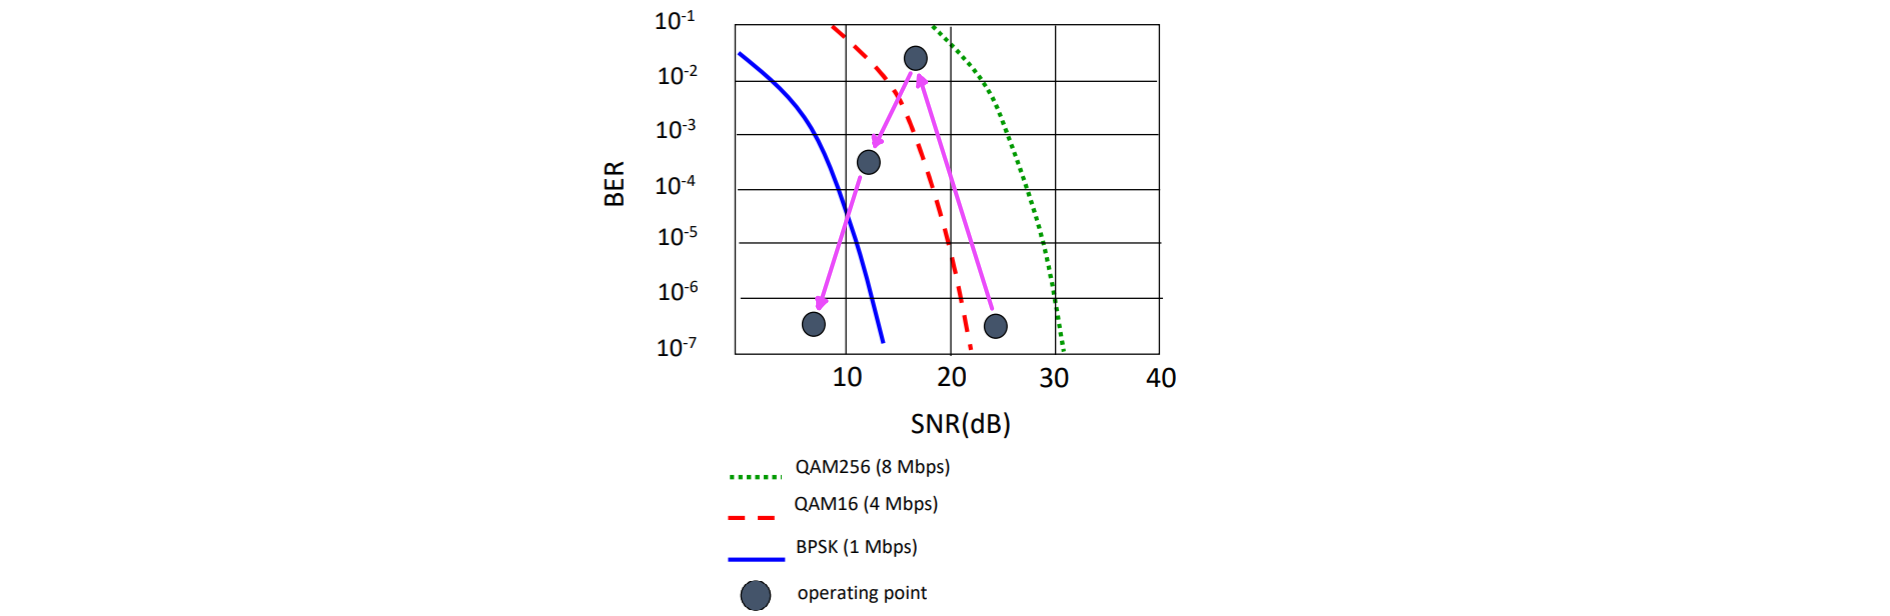 10⁻¹
10⁻²
10⁻³
10⁻⁴
10⁻⁵
10⁻⁶
10⁻⁷
BER
10 20 30 40
SNR(dB)
QAM256 (8 Mbps)
QAM16 (4 Mbps)
BPSK (1 Mbps)
operating point